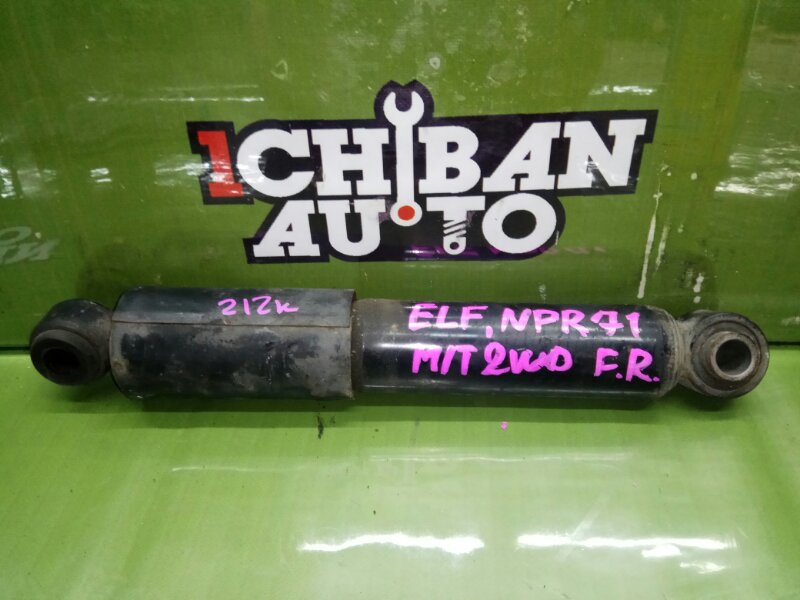 1CHIBAN
AUTO
212K
ELF, NPR71
M/T 2WD F.R.